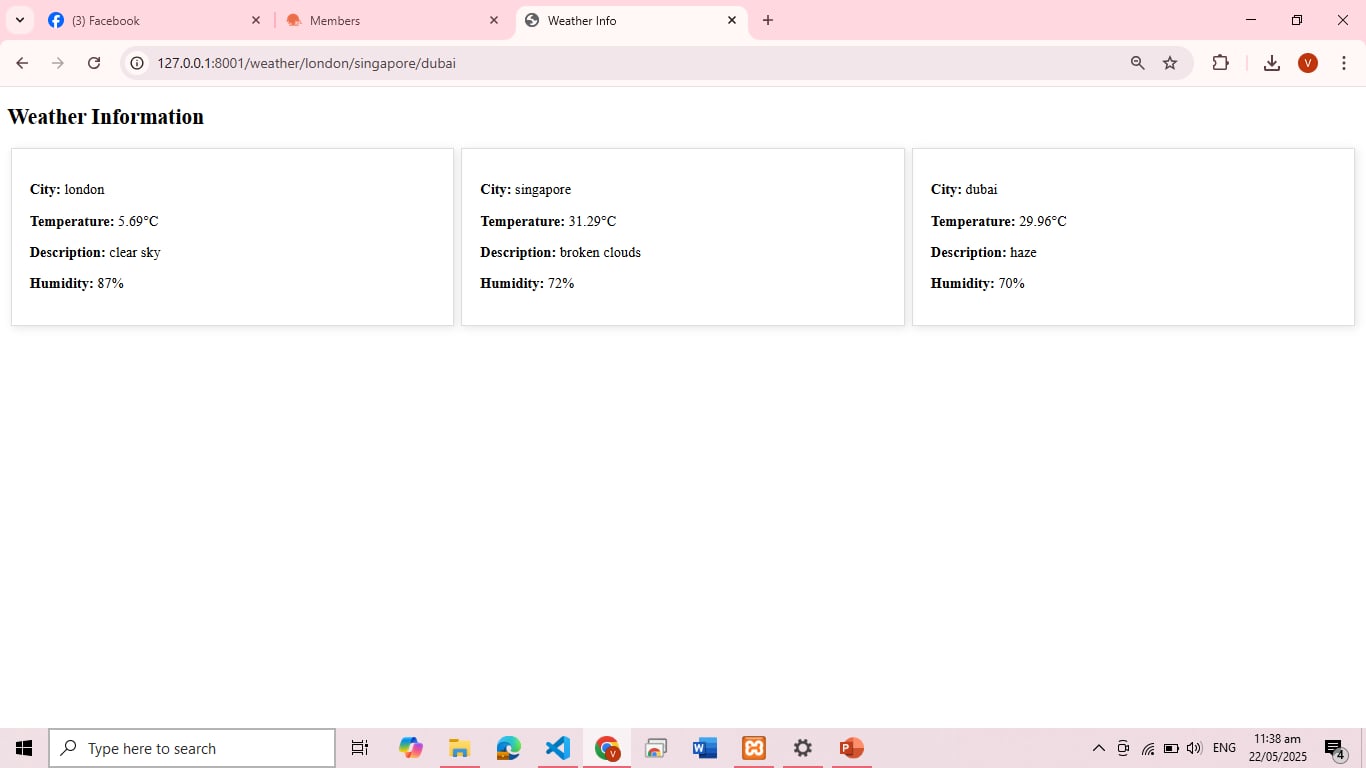 (3) Facebook
Members
Weather Info
127.0.0.1:8001/weather/london/singapore/dubai
V
Weather Information
City: london
Temperature: 5.69°C
Description: clear sky
Humidity: 87%
City: singapore
Temperature: 31.29°C
Description: broken clouds
Humidity: 72%
City: dubai
Temperature: 29.96°C
Description: haze
Humidity: 70%
Type here to search
V
W
P
ENG
11:38 am
22/05/2025
4